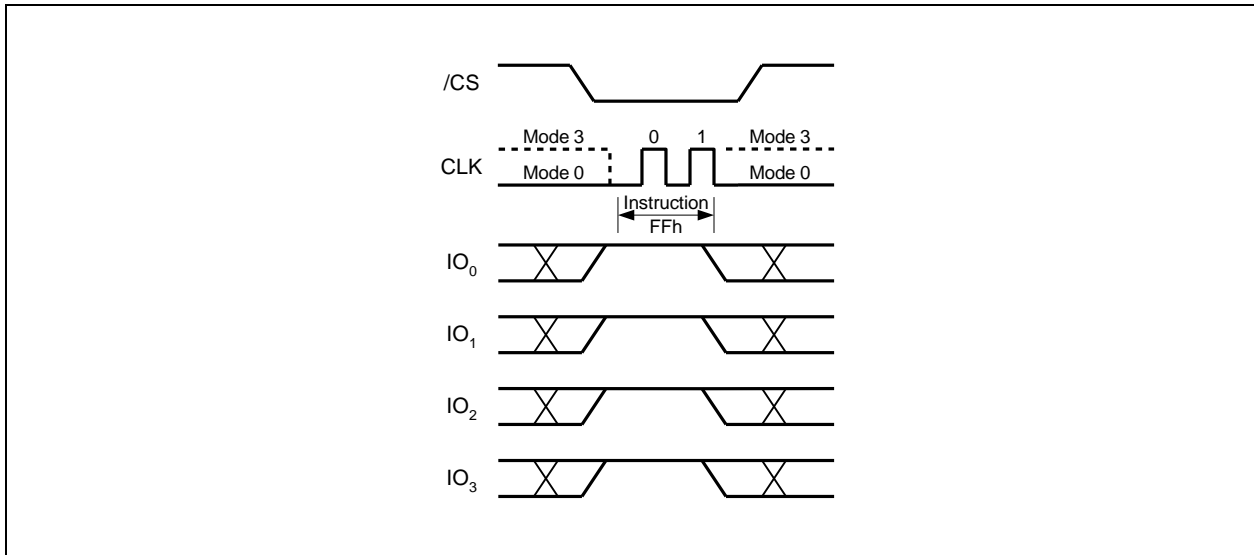 /CS
Mode 3 0 1 Mode 3
CLK
Mode 0 Mode 0
Instruction
FFh
IO0
IO1
IO2
IO3